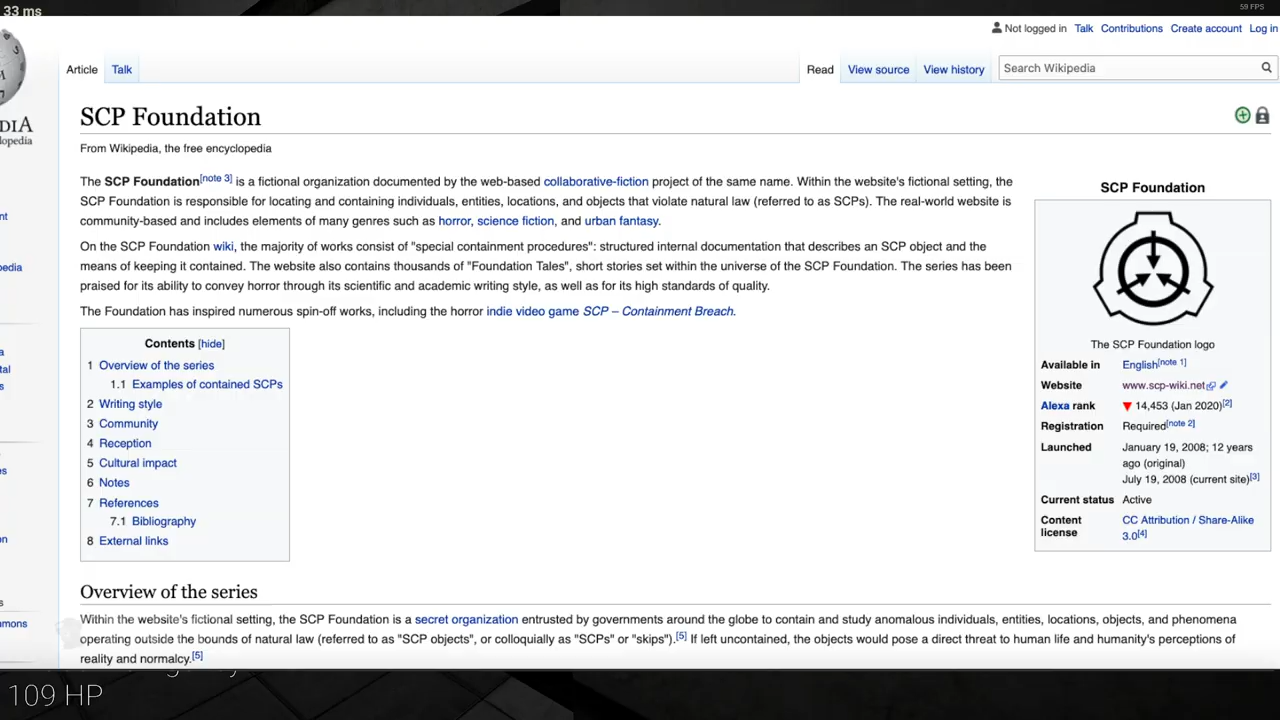 33 ms
59 FPS
Not logged in Talk Contributions Create account Log in
Article Talk
Read View source View history
Search Wikipedia
DIA
lopedia
SCP Foundation
From Wikipedia, the free encyclopedia
The SCP Foundation[note 3] is a fictional organization documented by the web-based collaborative-fiction project of the same name. Within the website's fictional setting, the
SCP Foundation is responsible for locating and containing individuals, entities, locations, and objects that violate natural law (referred to as SCPs). The real-world website is
community-based and includes elements of many genres such as horror, science fiction, and urban fantasy.
On the SCP Foundation wiki, the majority of works consist of "special containment procedures": structured internal documentation that describes an SCP object and the
means of keeping it contained. The website also contains thousands of "Foundation Tales", short stories set within the universe of the SCP Foundation. The series has been
praised for its ability to convey horror through its scientific and academic writing style, as well as for its high standards of quality.
The Foundation has inspired numerous spin-off works, including the horror indie video game SCP – Containment Breach.
Contents [hide]
1 Overview of the series
1.1 Examples of contained SCPs
2 Writing style
3 Community
4 Reception
5 Cultural impact
6 Notes
7 References
7.1 Bibliography
8 External links
SCP Foundation
The SCP Foundation logo
Available in English[note 1]
Website www.scp-wiki.net
Alexa rank ▼ 14,453 (Jan 2020)[2]
Registration Required[note 2]
Launched January 19, 2008; 12 years
ago (original)
July 19, 2008 (current site)[3]
Current status Active
Content license CC Attribution / Share-Alike
3.0[4]
Overview of the series
Within the website's fictional setting, the SCP Foundation is a secret organization entrusted by governments around the globe to contain and study anomalous individuals, entities, locations, objects, and phenomena
operating outside the bounds of natural law (referred to as "SCP objects", or colloquially as "SCPs" or "skips").[5] If left uncontained, the objects would pose a direct threat to human life and humanity's perceptions of
reality and normalcy.[5]
109 HP